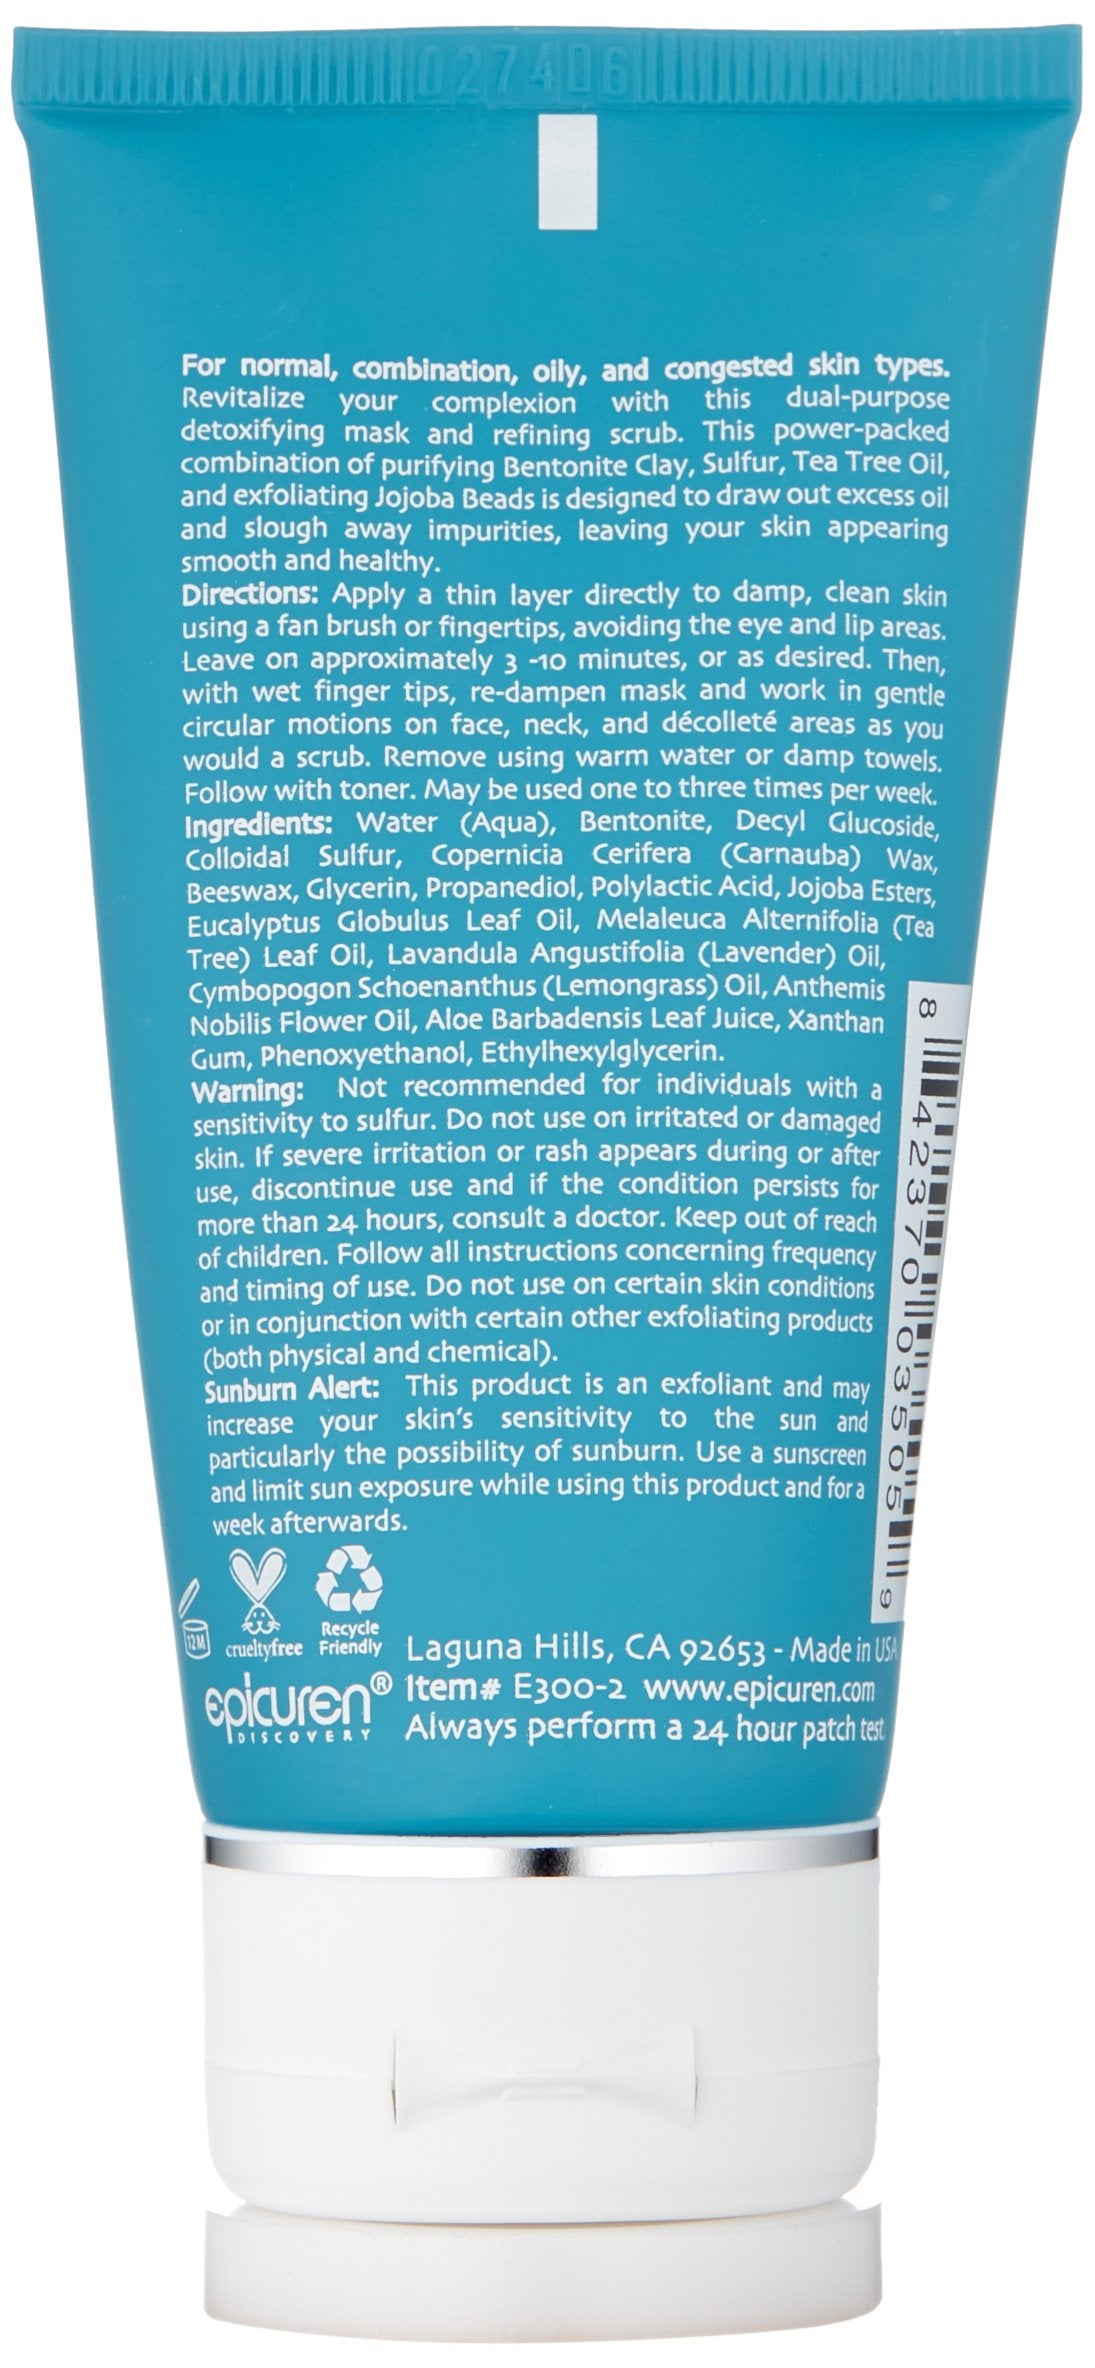 027406
For normal, combination, oily, and congested skin types.
Revitalize your complexion with this dual-purpose
detoxifying mask and refining scrub. This power-packed
combination of purifying Bentonite Clay, Sulfur, Tea Tree Oil,
and exfoliating Jojoba Beads is designed to draw out excess oil
and slough away impurities, leaving your skin appearing
smooth and healthy.
Directions: Apply a thin layer directly to damp, clean skin
using a fan brush or fingertips, avoiding the eye and lip areas.
Leave on approximately 3 -10 minutes, or as desired. Then,
with wet finger tips, re-dampen mask and work in gentle
circular motions on face, neck, and décolleté areas as you
would a scrub. Remove using warm water or damp towels.
Follow with toner. May be used one to three times per week.
Ingredients: Water (Aqua), Bentonite, Decyl Glucoside,
Colloidal Sulfur, Copernicia Cerifera (Carnauba) Wax,
Beeswax, Glycerin, Propanediol, Polylactic Acid, Jojoba Esters,
Eucalyptus Globulus Leaf Oil, Melaleuca Alternifolia (Tea
Tree) Leaf Oil, Lavandula Angustifolia (Lavender) Oil,
Cymbopogon Schoenanthus (Lemongrass) Oil, Anthemis
Nobilis Flower Oil, Aloe Barbadensis Leaf Juice, Xanthan
Gum, Phenoxyethanol, Ethylhexylglycerin.
Warning: Not recommended for individuals with a
sensitivity to sulfur. Do not use on irritated or damaged
skin. If severe irritation or rash appears during or after
use, discontinue use and if the condition persists for
more than 24 hours, consult a doctor. Keep out of reach
of children. Follow all instructions concerning frequency
and timing of use. Do not use on certain skin conditions
or in conjunction with certain other exfoliating products
(both physical and chemical).
Sunburn Alert: This product is an exfoliant and may
increase your skin's sensitivity to the sun and
particularly the possibility of sunburn. Use a sunscreen
and limit sun exposure while using this product and for a
week afterwards.
8 42370 03505 9
12M
crueltyfree
Recycle
Friendly
Laguna Hills, CA 92653 - Made in USA
epicuren®
DISCOVERY
Item# E300-2 www.epicuren.com
Always perform a 24 hour patch test